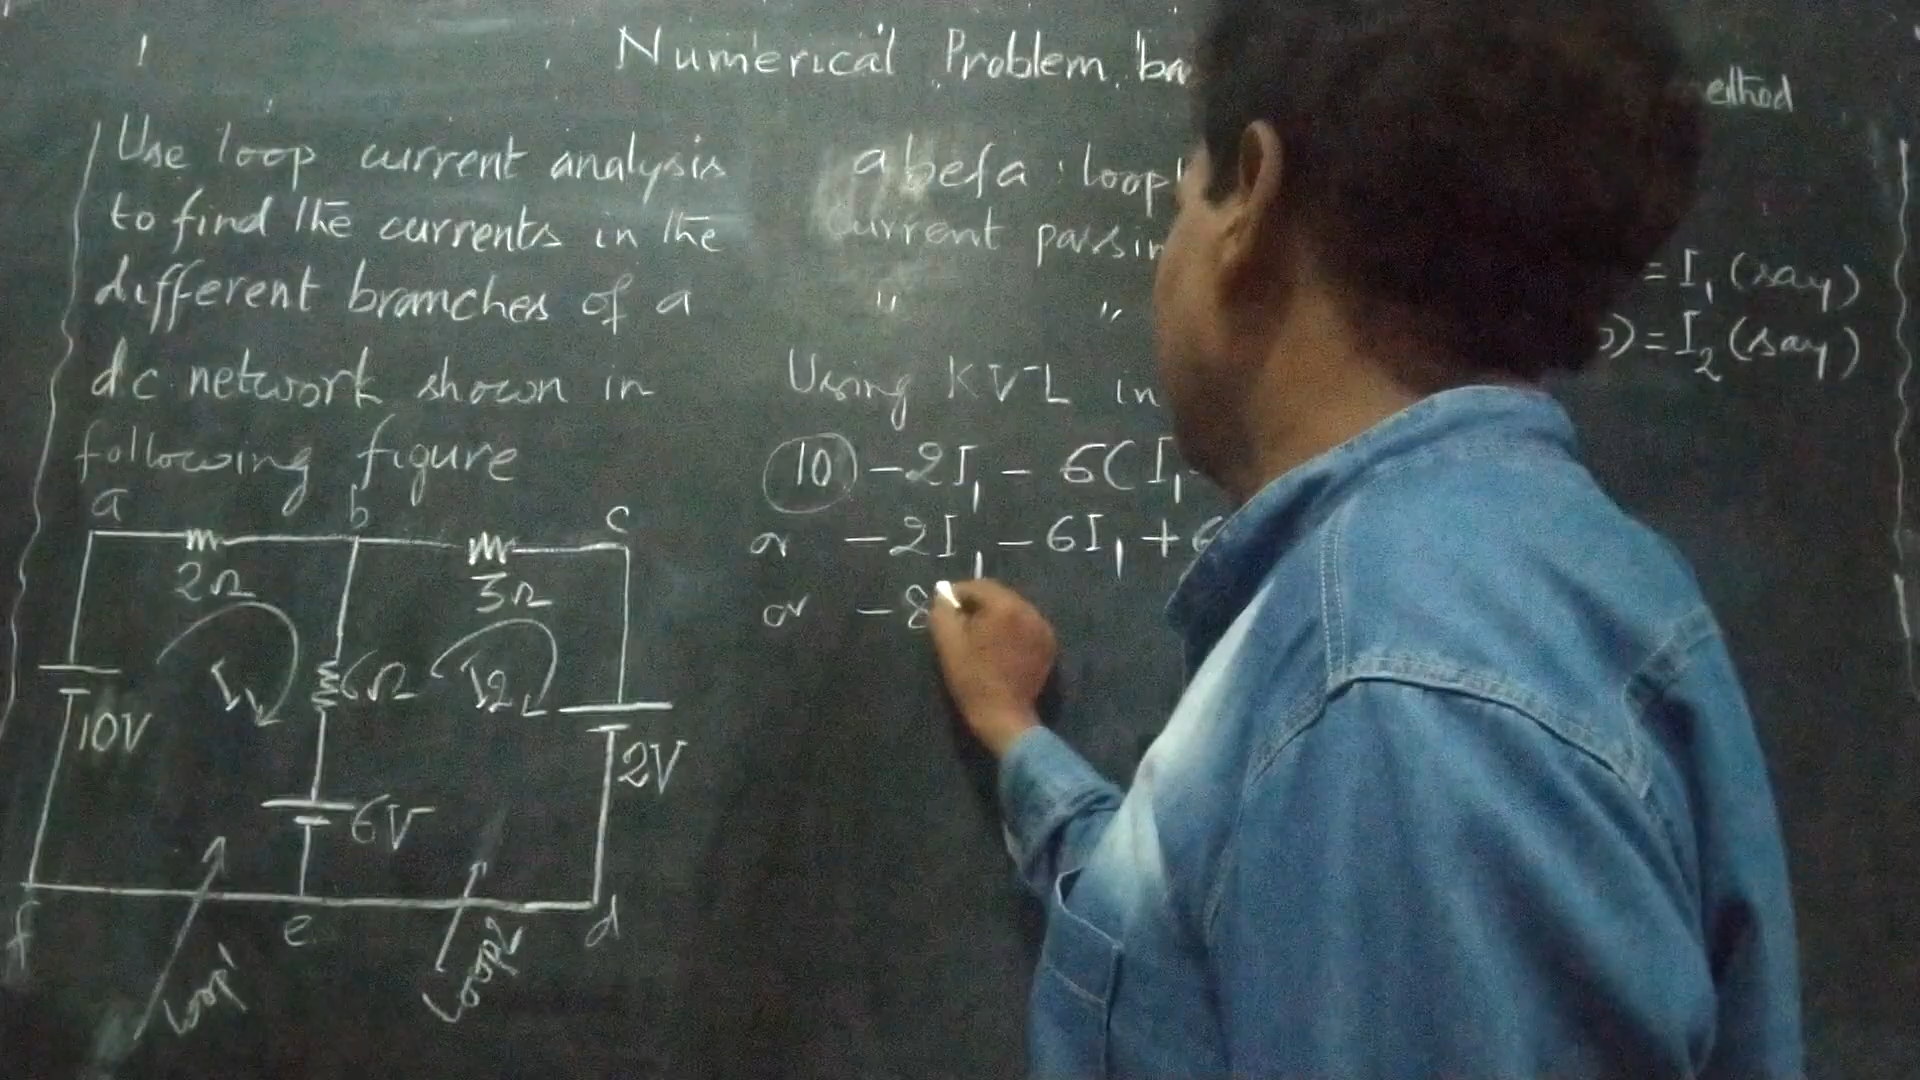 Numerical Problem
ethod
Use loop current analysis
to find the currents in the
different branches of a
dc network shown in
following figure
a b c
2Ω 3Ω
I1 6Ω I2
10V 2V
6V
f e d
Loop1 Loop2
abefa loop
current passin
= I1 (say)
" " ) = I2 (say)
Using KVL in
10 - 2I1 - 6(I1
or - 2I1 - 6I1 + 6
or - 8